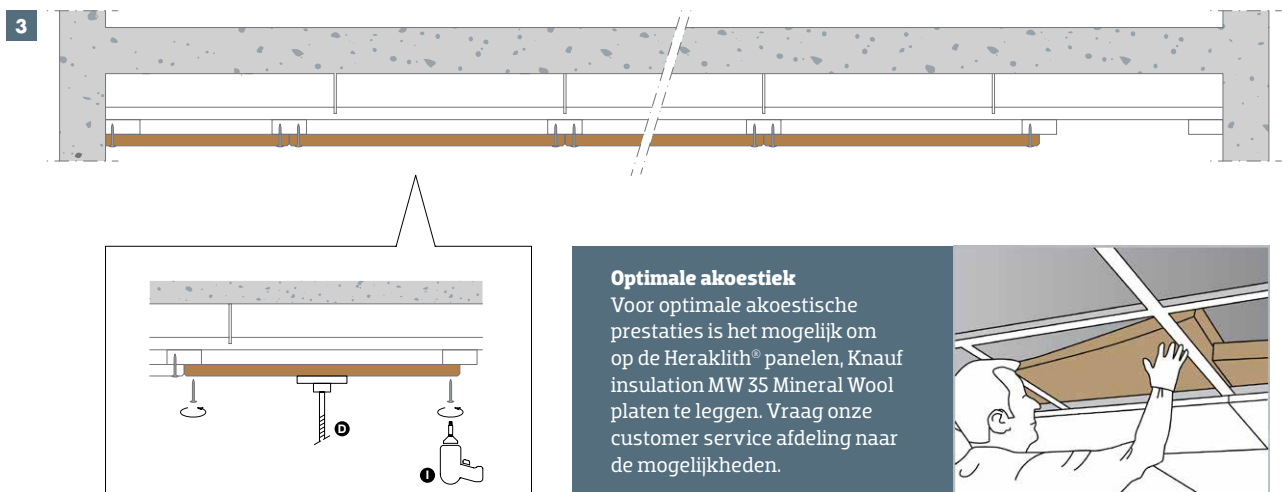 3
D
I
Optimale akoestiek
Voor optimale akoestische
prestaties is het mogelijk om
op de Heraklith® panelen, Knauf
insulation MW 35 Mineral Wool
platen te leggen. Vraag onze
customer service afdeling naar
de mogelijkheden.